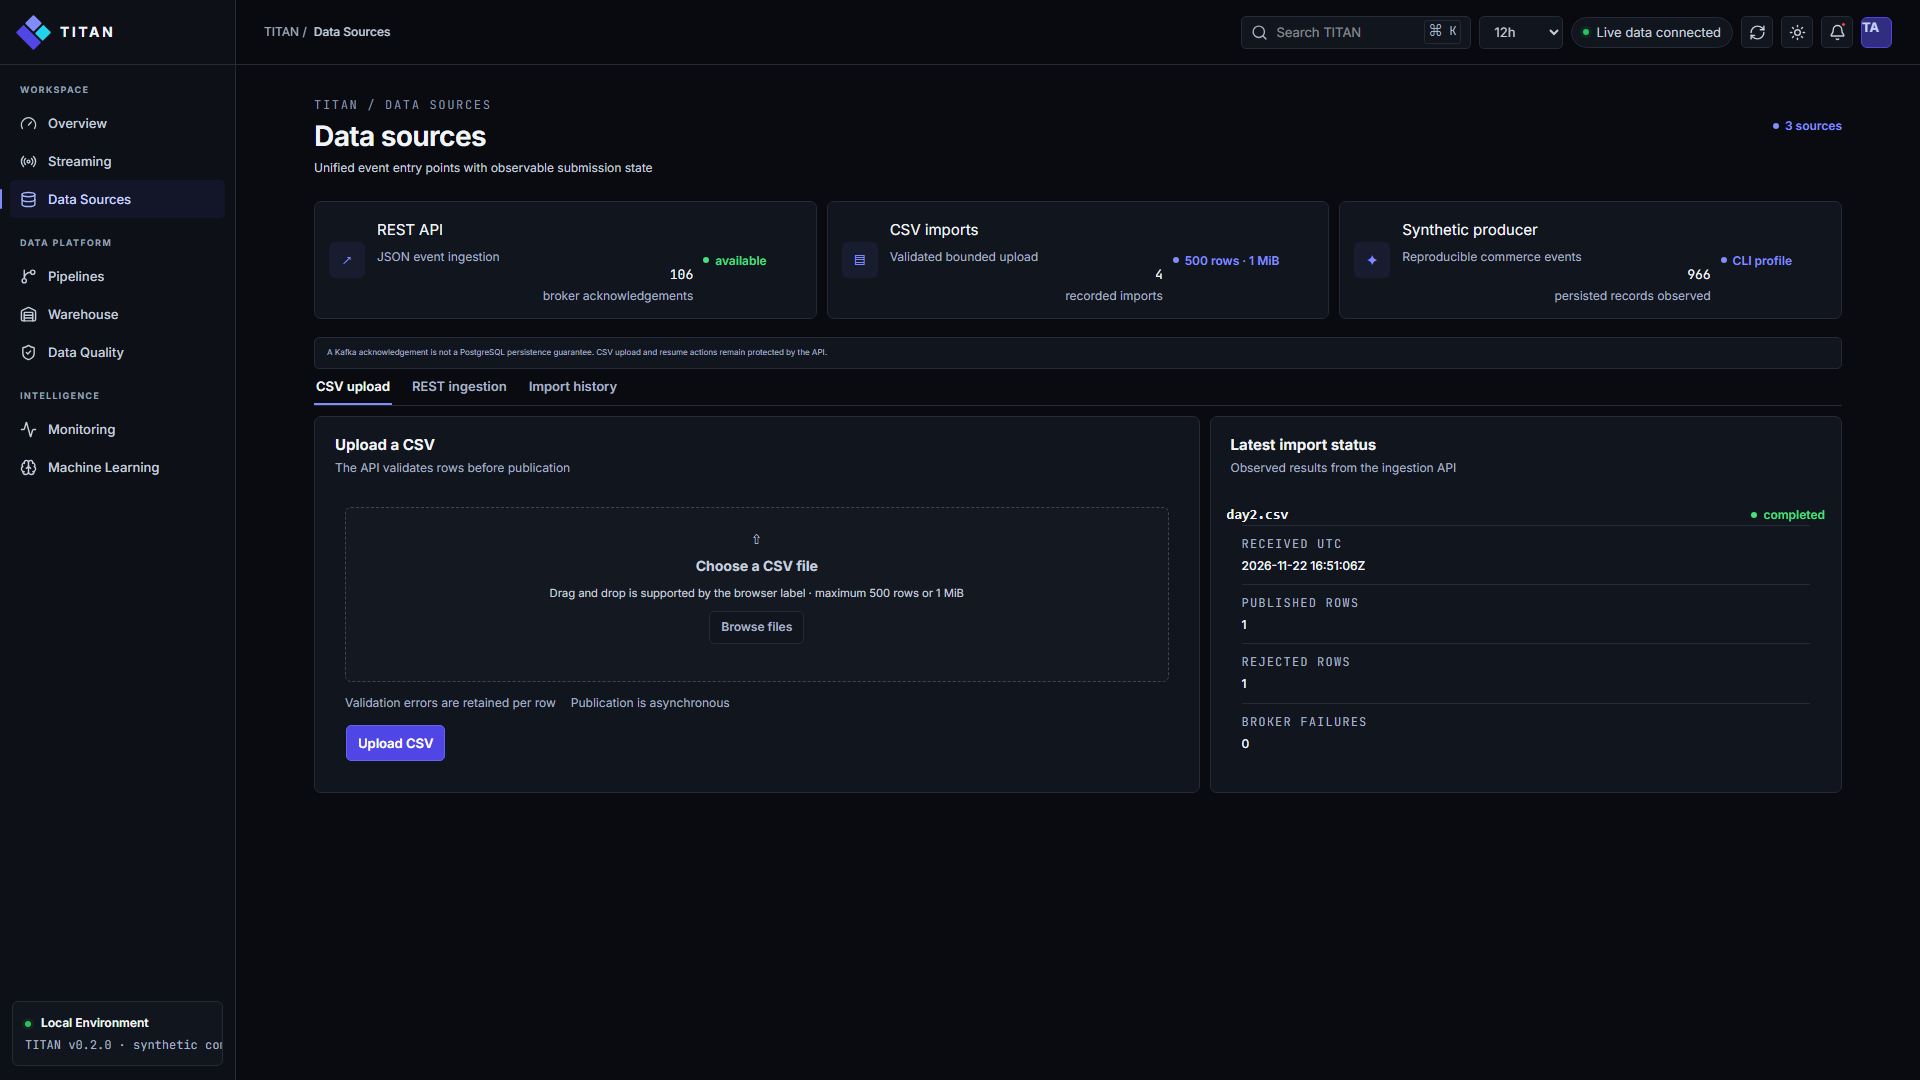 TITAN
TITAN / Data Sources
Search TITAN
⌘ K
12h
Live data connected
TA
WORKSPACE
Overview
Streaming
Data Sources
DATA PLATFORM
Pipelines
Warehouse
Data Quality
INTELLIGENCE
Monitoring
Machine Learning
Local Environment
TITAN v0.2.0 · synthetic
TITAN / DATA SOURCES
Data sources
Unified event entry points with observable submission state
3 sources
REST API
JSON event ingestion
106
broker acknowledgements
available
CSV imports
Validated bounded upload
4
recorded imports
500 rows · 1 MiB
Synthetic producer
Reproducible commerce events
966
persisted records observed
CLI profile
A Kafka acknowledgement is not a PostgreSQL persistence guarantee. CSV upload and resume actions remain protected by the API.
CSV upload
REST ingestion
Import history
Upload a CSV
The API validates rows before publication
Choose a CSV file
Drag and drop is supported by the browser label · maximum 500 rows or 1 MiB
Browse files
Validation errors are retained per row
Publication is asynchronous
Upload CSV
Latest import status
Observed results from the ingestion API
day2.csv
completed
RECEIVED UTC
2026-11-22 16:51:06Z
PUBLISHED ROWS
1
REJECTED ROWS
1
BROKER FAILURES
0